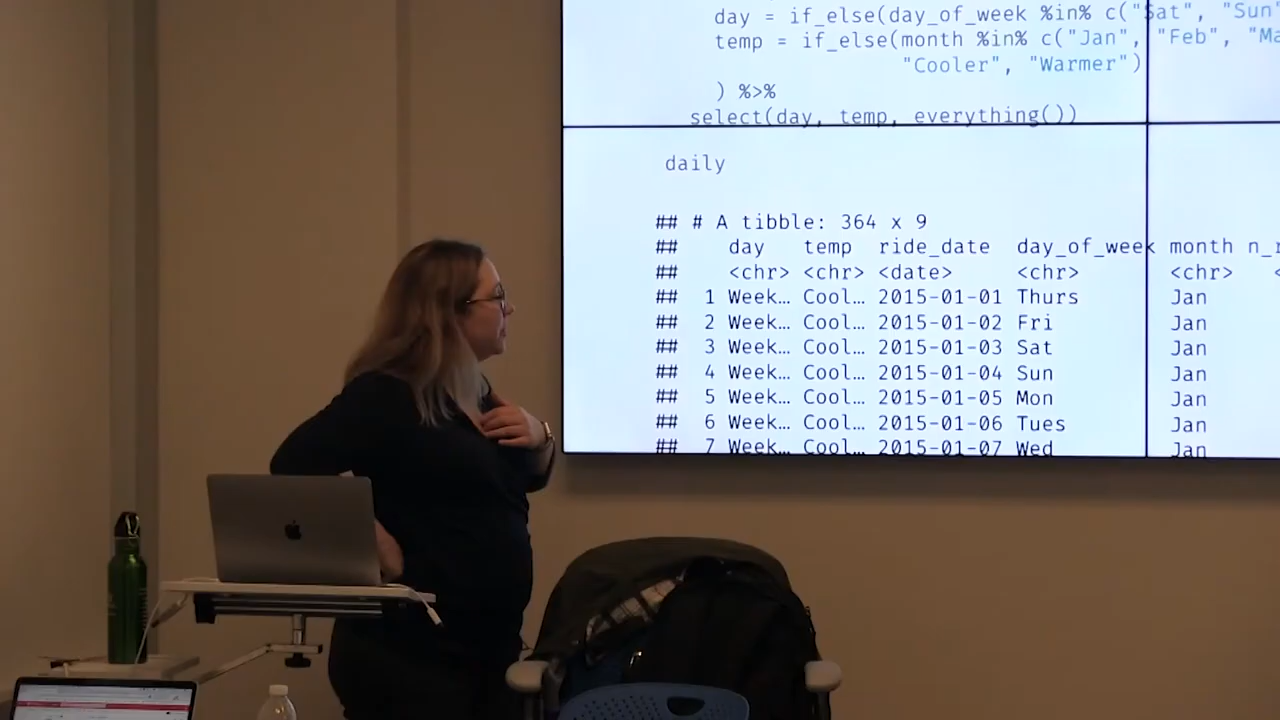 day = if_else(day_of_week %in% c("Sat", "Sun"
temp = if_else(month %in% c("Jan", "Feb", "Ma
"Cooler", "Warmer")
) %>%
select(day, temp, everything())
daily
## # A tibble: 364 x 9
## day temp ride_date day_of_week month n_r
## <chr> <chr> <date> <chr> <chr> <
## 1 Week… Cool… 2015-01-01 Thurs Jan
## 2 Week… Cool… 2015-01-02 Fri Jan
## 3 Week… Cool… 2015-01-03 Sat Jan
## 4 Week… Cool… 2015-01-04 Sun Jan
## 5 Week… Cool… 2015-01-05 Mon Jan
## 6 Week… Cool… 2015-01-06 Tues Jan
## 7 Week… Cool… 2015-01-07 Wed Jan